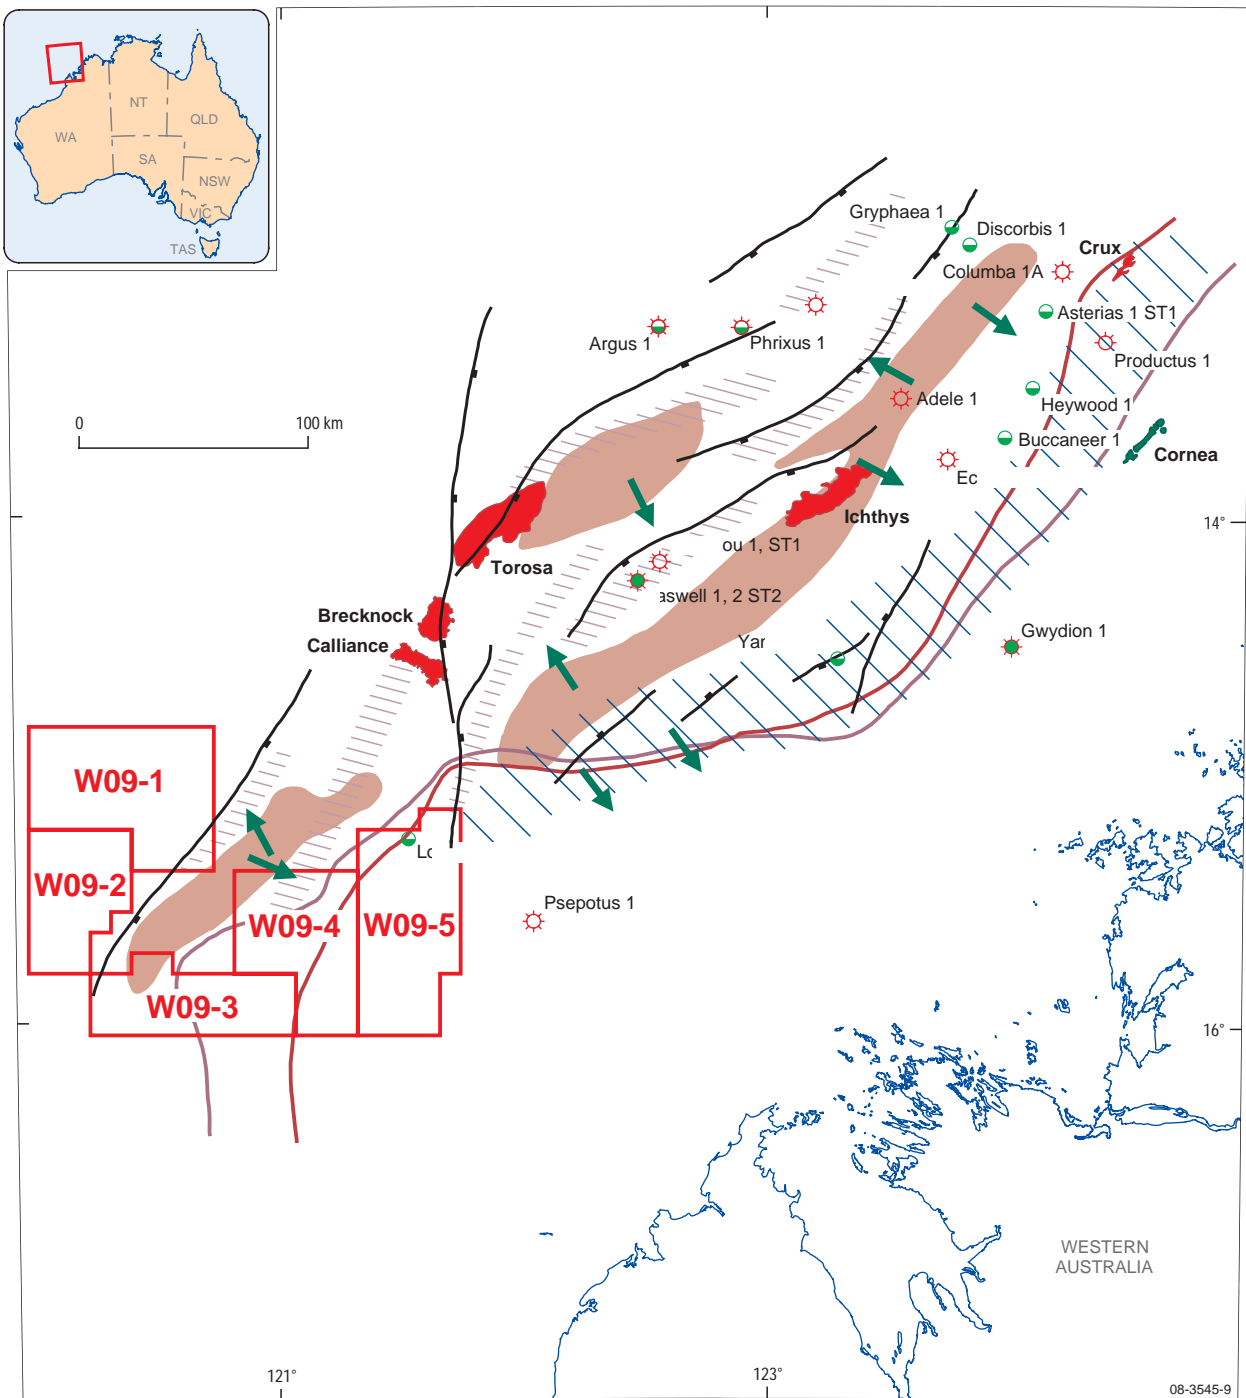 NT
QLD
WA
SA
NSW
VIC
TAS
Gryphaea 1
Discorbis 1
Crux
Columba 1A
Asterias 1 ST1
Argus 1
Phrixus 1
Productus 1
0
100 km
Adele 1
Heywood 1
Buccaneer 1
Cornea
Ec
Ichthys
14°
ou 1, ST1
Torosa
aswell 1, 2 ST2
Brecknock
Gwydion 1
Calliance
Yar
W09-1
Lc
W09-2
Psepotus 1
W09-4
W09-5
W09-3
16°
WESTERN
AUSTRALIA
121°
123°
08-3545-9